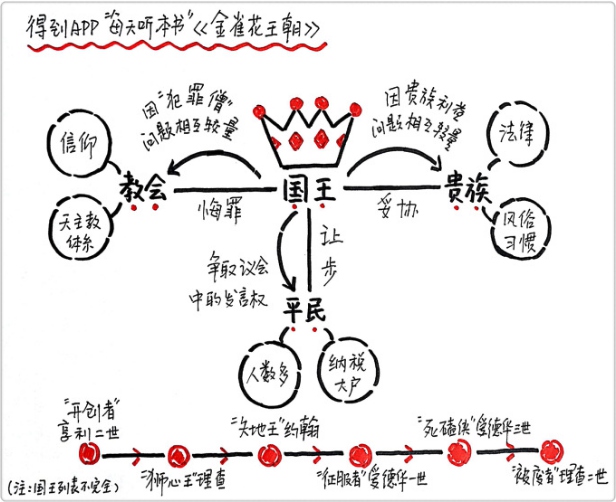 得到APP“每天听本书”《金雀花王朝》
因“犯罪僧”
问题相互较量
因贵族利益
问题相互较量
信仰
天主教
体系
教会
悔罪
国王
妥协
贵族
法律
风俗
习惯
争取议会
中的发言权
让
步
平民
人数多
纳税
大户
“开创者”
亨利二世
“狮心王”理查
“失地王”约翰
“征服者”爱德华一世
“死磕侠”爱德华三世
“被废者”理查二世
(注:国王列表不完全)